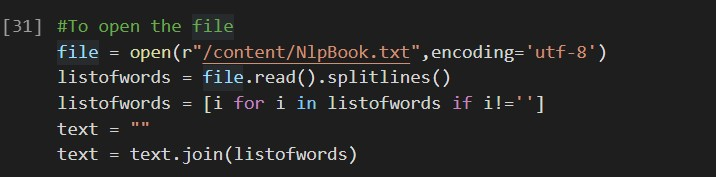 [31] #To open the file
file = open(r"/content/NlpBook.txt",encoding='utf-8')
listofwords = file.read().splitlines()
listofwords = [i for i in listofwords if i!='']
text = ""
text = text.join(listofwords)